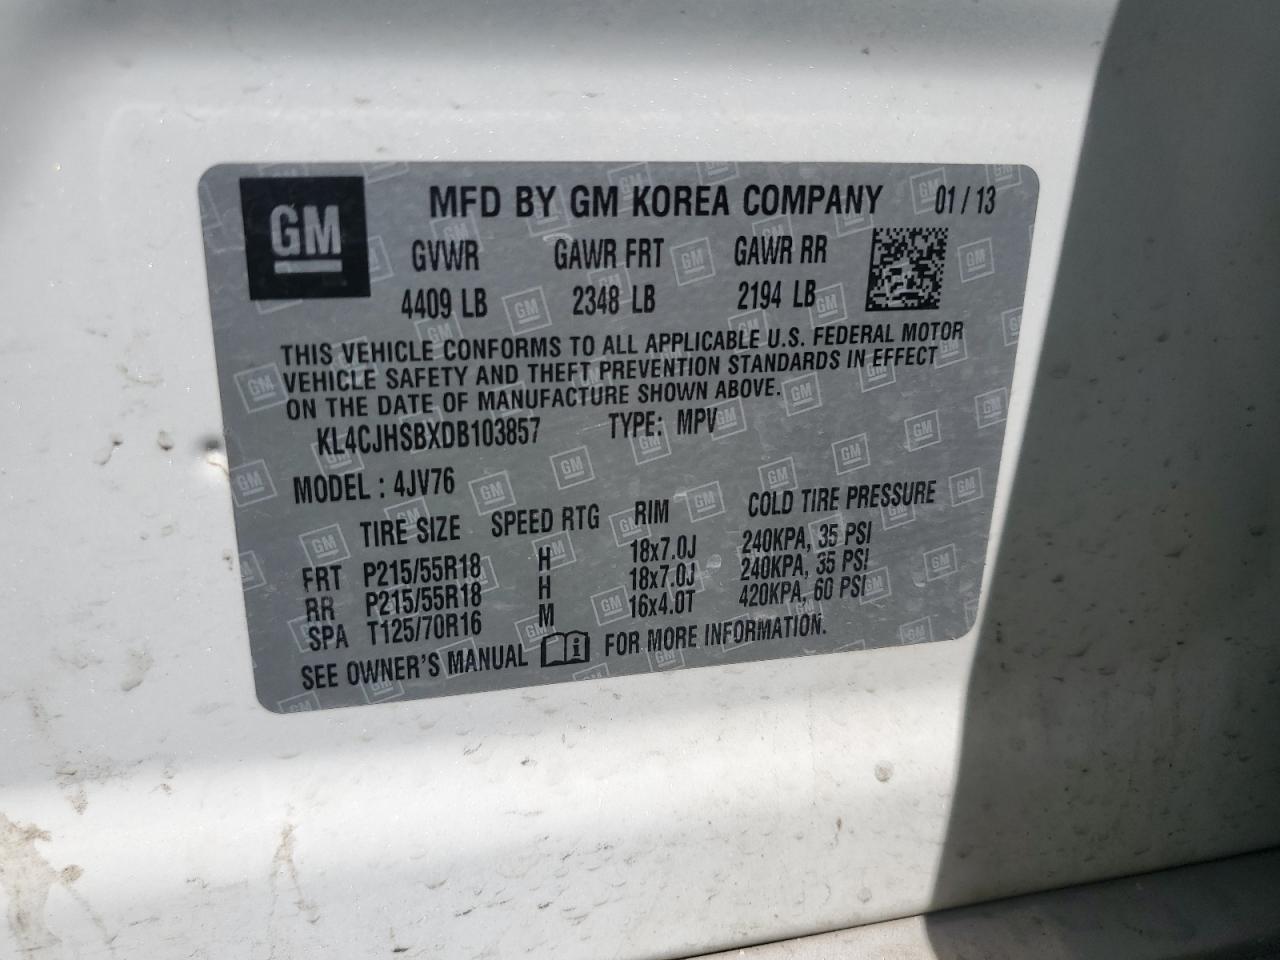 GM MFD BY GM KOREA COMPANY 01/13
GVWR GAWR FRT GAWR RR
4409 LB 2348 LB 2194 LB
THIS VEHICLE CONFORMS TO ALL APPLICABLE U.S. FEDERAL MOTOR
VEHICLE SAFETY AND THEFT PREVENTION STANDARDS IN EFFECT
ON THE DATE OF MANUFACTURE SHOWN ABOVE.
KL4CJHSBXDB103857 TYPE: MPV
MODEL : 4JV76
TIRE SIZE SPEED RTG RIM COLD TIRE PRESSURE
FRT P215/55R18 H 18x7.0J 240KPA, 35 PSI
RR P215/55R18 H 18x7.0J 240KPA, 35 PSI
SPA T125/70R16 M 16x4.0T 420KPA, 60 PSI
SEE OWNER'S MANUAL i FOR MORE INFORMATION.